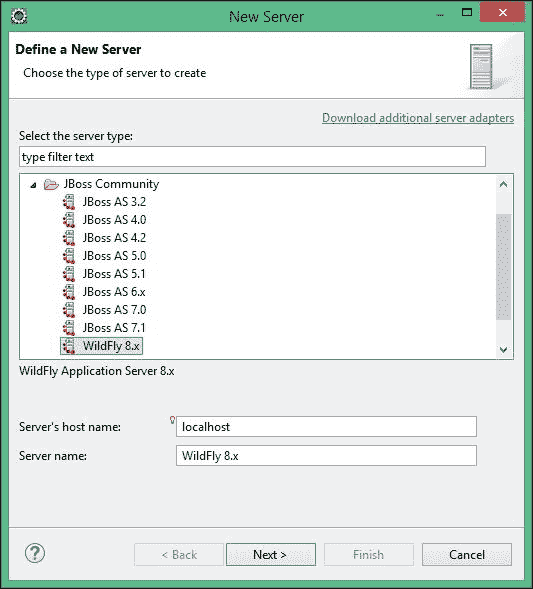 New Server
Define a New Server
Choose the type of server to create
Download additional server adapters
Select the server type:
type filter text
JBoss Community
JBoss AS 3.2
JBoss AS 4.0
JBoss AS 4.2
JBoss AS 5.0
JBoss AS 5.1
JBoss AS 6.x
JBoss AS 7.0
JBoss AS 7.1
WildFly 8.x
WildFly Application Server 8.x
Server's host name: localhost
Server name: WildFly 8.x
? < Back Next > Finish Cancel